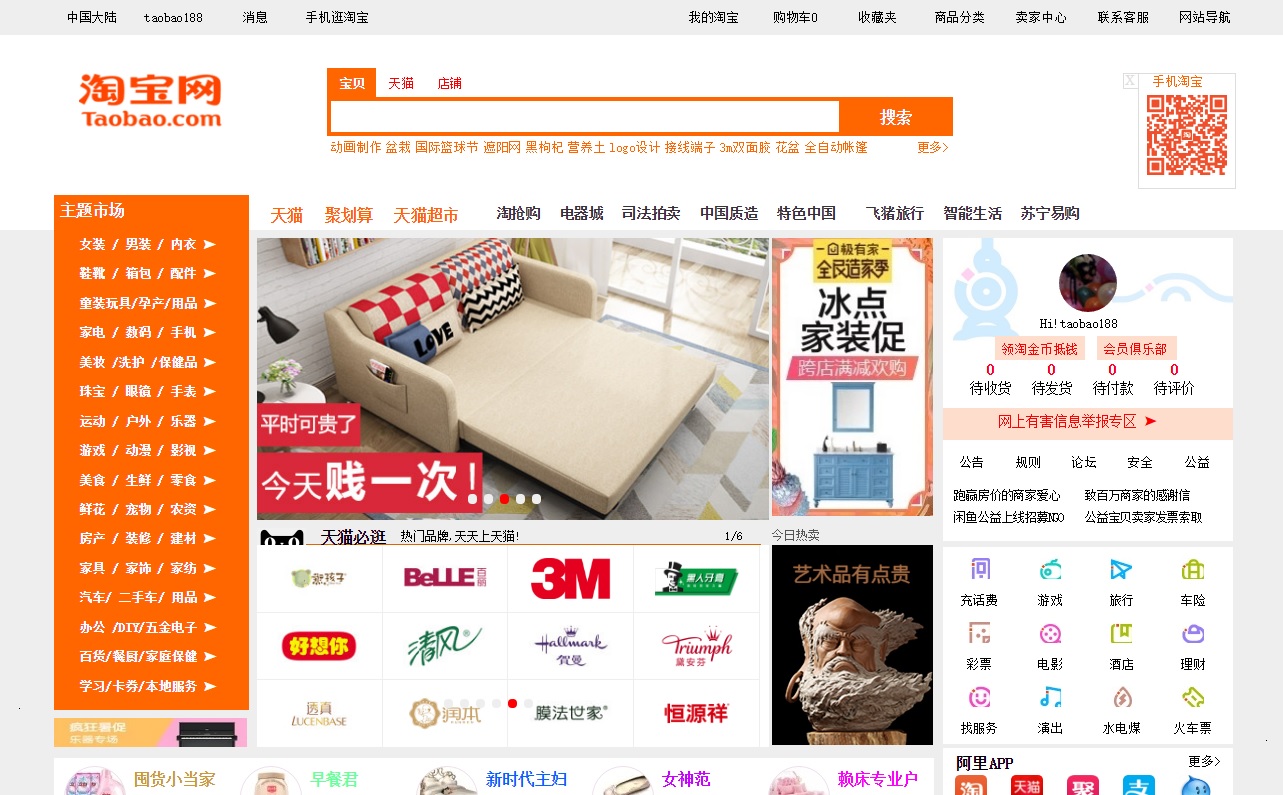 中国大陆 taobao188 消息 手机逛淘宝 我的淘宝 购物车0 收藏夹 商品分类 卖家中心 联系客服 网站导航
淘宝网
Taobao.com
宝贝 天猫 店铺
搜索
动画制作 盆栽 国际篮球节 遮阳网 黑枸杞 营养土 logo设计 接线端子 3m双面胶 花盆 全自动帐篷 更多>
X 手机淘宝
主题市场
天猫 聚划算 天猫超市 淘抢购 电器城 司法拍卖 中国质造 特色中国 飞猪旅行 智能生活 苏宁易购
女装 / 男装 / 内衣 ➤
鞋靴 / 箱包 / 配件 ➤
童装玩具/孕产/用品 ➤
家电 / 数码 / 手机 ➤
美妆 /洗护 /保健品 ➤
珠宝 / 眼镜 / 手表 ➤
运动 / 户外 / 乐器 ➤
游戏 / 动漫 / 影视 ➤
美食 / 生鲜 / 零食 ➤
鲜花 / 宠物 / 农资 ➤
房产 / 装修 / 建材 ➤
家具 / 家饰 / 家纺 ➤
汽车/ 二手车/ 用品 ➤
办公 /DIY/五金电子 ➤
百货/餐厨/家庭保健 ➤
学习/卡券/本地服务 ➤
疯狂暑促
乐器专场
LOVE
平时可贵了
今天贱一次!
极有家
全民造家季
冰点
家装促
跨店满减欢购
Hi!taobao188
领淘金币抵钱 会员俱乐部
0 0 0 0
待收货 待发货 待付款 待评价
网上有害信息举报专区 ➤
公告 规则 论坛 安全 公益
跑赢房价的商家爱心 致百万商家的感谢信
闲鱼公益上线招募NGO 公益宝贝卖家发票索取
天猫必逛 热门品牌,天天上天猫! 1/6
今日热卖
BeLLE 百丽 3M 黑人牙膏
好想你 清风 Hallmark 贺曼 Triumph 黛安芬
透真 LUCENBASE 润本 膜法世家 恒源祥
艺术品有点贵
充话费 游戏 旅行 车险
彩票 电影 酒店 理财
找服务 演出 水电煤 火车票
阿里APP 更多>
淘 天猫 聚 支
囤货小当家 早餐君 新时代主妇 女神范 赖床专业户